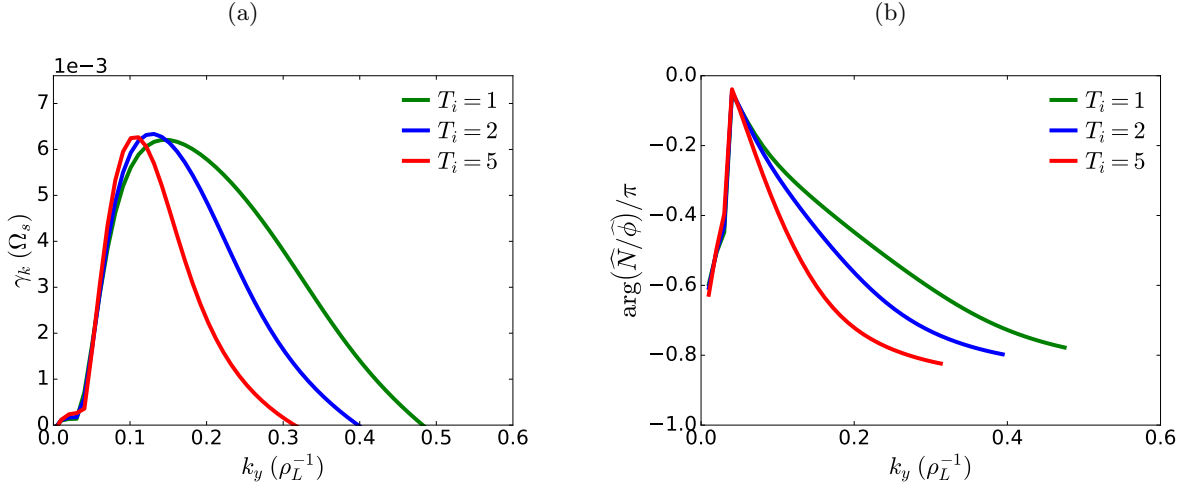 (a)
1e−3
7
6
5
4
3
2
1
0
0.1 0.2 0.3 0.4 0.5 0.6
γ_k (Ω_s)
k_y (ρ_L^{-1})
T_i = 1
T_i = 2
T_i = 5
(b)
0.0
−0.2
−0.4
−0.6
−0.8
−1.0
0.0 0.2 0.4 0.6
arg(N̂/ϕ̂)/π
k_y (ρ_L^{-1})
T_i = 1
T_i = 2
T_i = 5